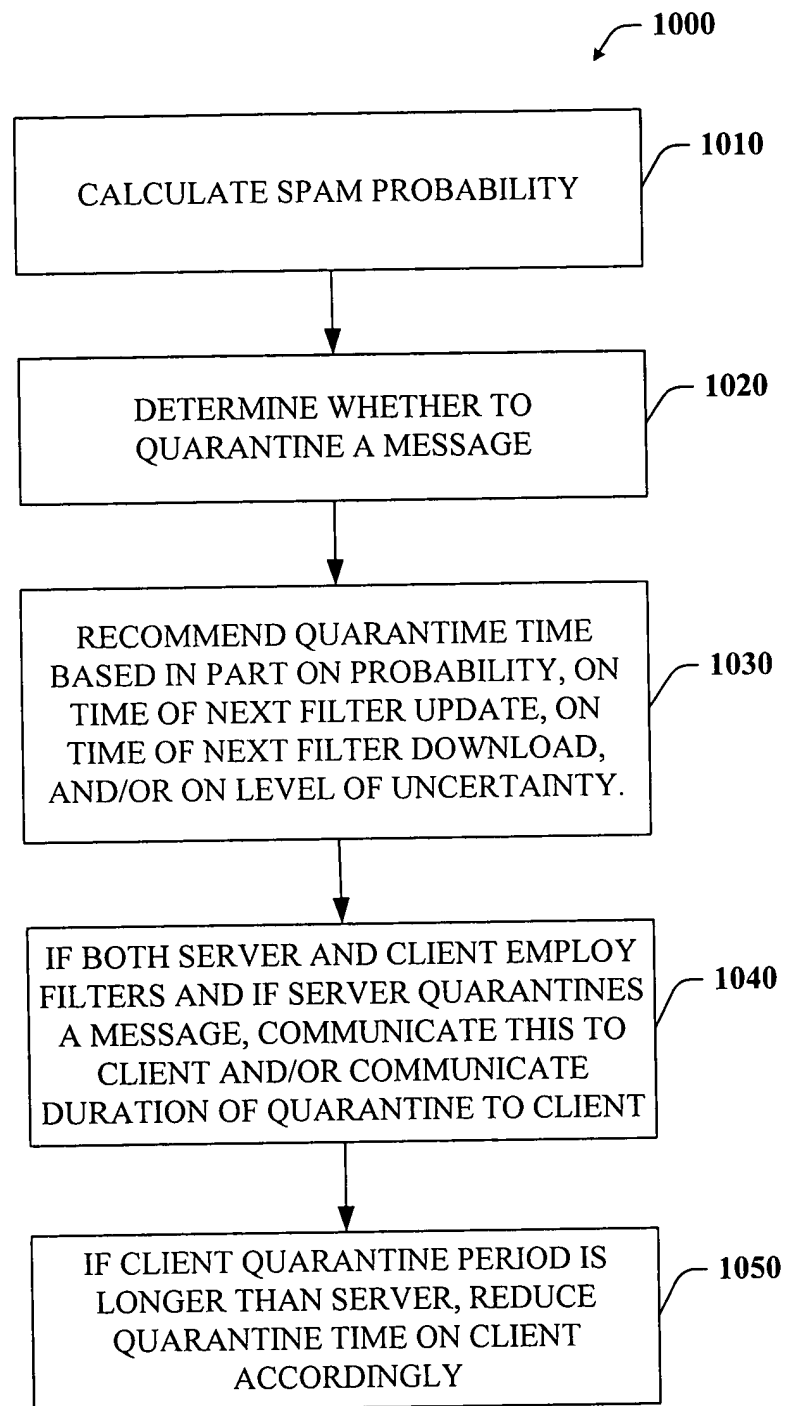 1000
CALCULATE SPAM PROBABILITY
1010
DETERMINE WHETHER TO
QUARANTINE A MESSAGE
1020
RECOMMEND QUARANTIME TIME
BASED IN PART ON PROBABILITY, ON
TIME OF NEXT FILTER UPDATE, ON
TIME OF NEXT FILTER DOWNLOAD,
AND/OR ON LEVEL OF UNCERTAINTY.
1030
IF BOTH SERVER AND CLIENT EMPLOY
FILTERS AND IF SERVER QUARANTINES
A MESSAGE, COMMUNICATE THIS TO
CLIENT AND/OR COMMUNICATE
DURATION OF QUARANTINE TO CLIENT
1040
IF CLIENT QUARANTINE PERIOD IS
LONGER THAN SERVER, REDUCE
QUARANTINE TIME ON CLIENT
ACCORDINGLY
1050